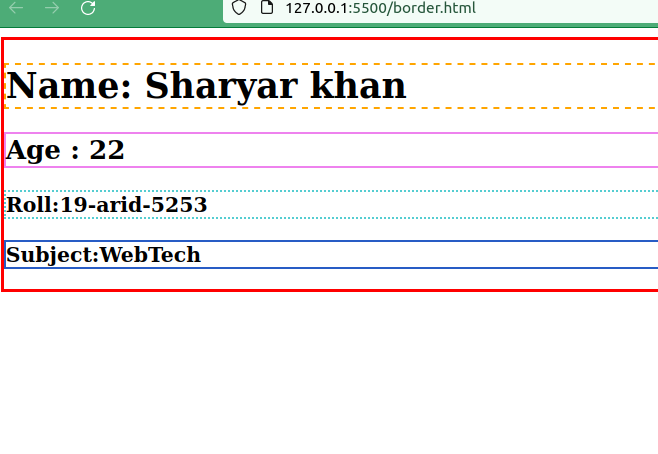 127.0.0.1:5500/border.html
Name: Sharyar khan
Age : 22
Roll:19-arid-5253
Subject:WebTech